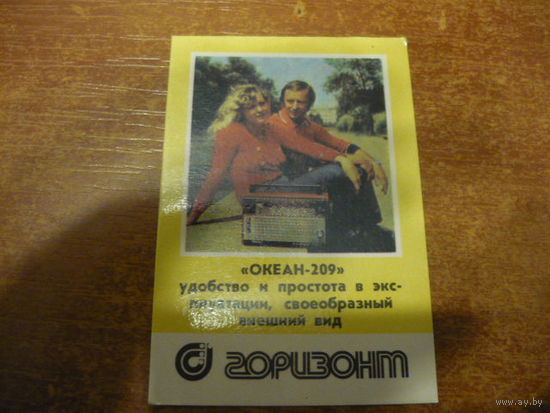 «ОКЕАН-209»
удобство и простота в экс-
плуатации, своеобразный
внешний вид
горизонт
www.ay.by